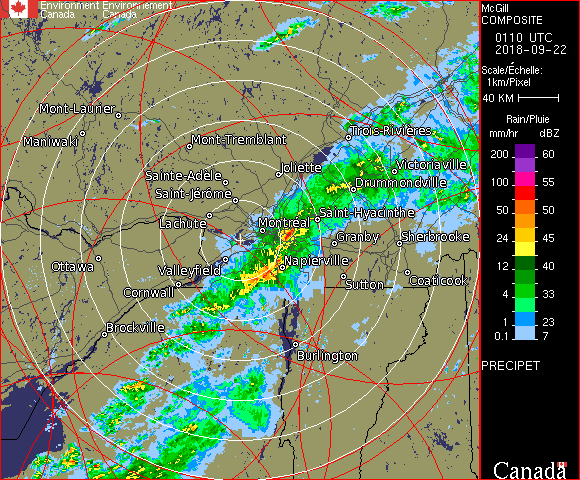 Environment Environnement
Canada Canada
McGill
COMPOSITE
0110 UTC
2018-09-22
Scale/Échelle:
1km/Pixel
40 KM
Rain/Pluie
mm/hr dBZ
200 60
100 55
50 50
45
24 45
12 40
4 33
1 23
0.1 7
PRECIPET
Canada
Mont-Laurier
Maniwaki
Mont-Tremblant
Trois-Rivières
Joliette
Victoriaville
Sainte-Adèle
Drummondville
Saint-Jérôme
Lachute
Saint-Hyacinthe
Montréal
Granby
Sherbrooke
Ottawa
Valleyfield
Napierville
Cornwall
Sutton
Coaticook
Brockville
Burlington